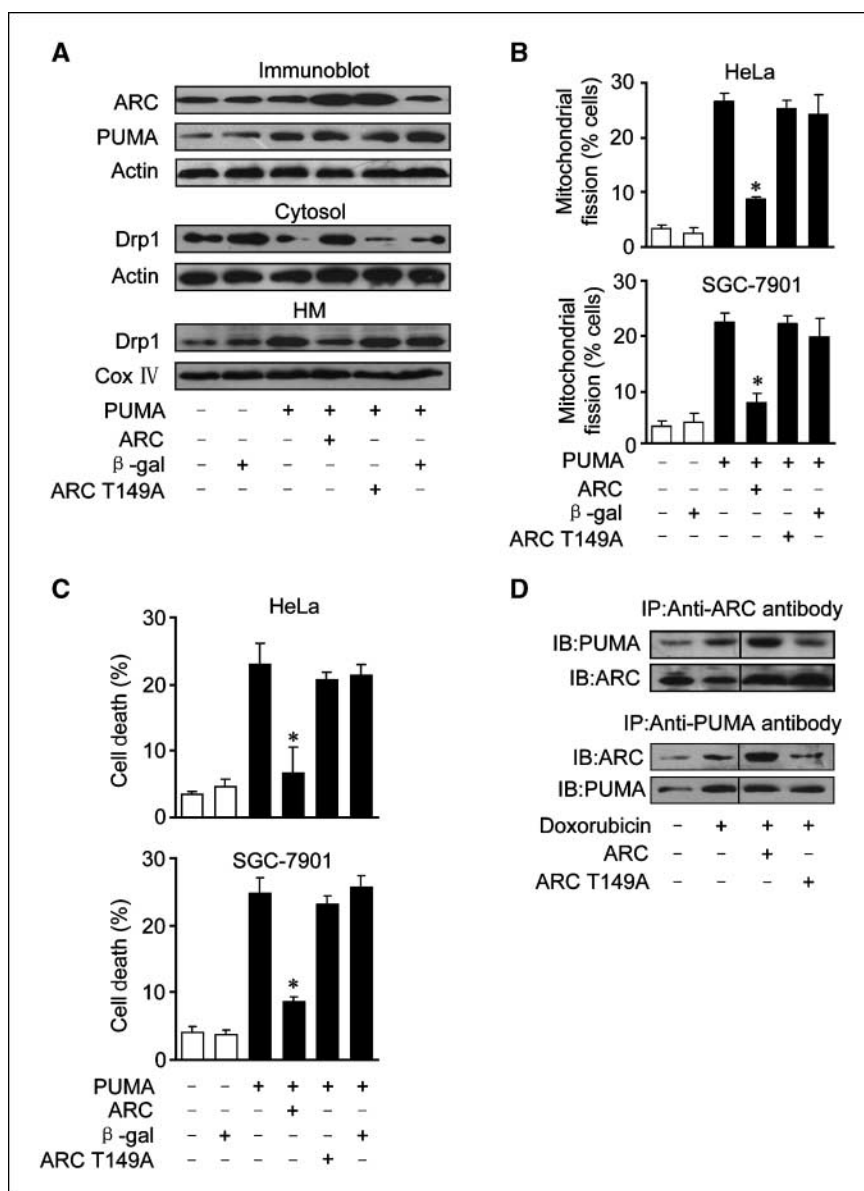 A
Immunoblot
ARC
PUMA
Actin
Cytosol
Drp1
Actin
HM
Drp1
Cox IV
PUMA – – + + + +
ARC – – – + – –
β-gal – + – – – +
ARC T149A – – – – + –
B
HeLa
Mitochondrial
fission (% cells)
30
20
10
0
SGC-7901
Mitochondrial
fission (% cells)
30
20
10
0
*
*
PUMA – – + + + +
ARC – – – + – –
β-gal – + – – – +
ARC T149A – – – – + –
C
HeLa
Cell death (%)
30
20
10
0
*
SGC-7901
Cell death (%)
30
20
10
0
*
PUMA – – + + + +
ARC – – – + – –
β-gal – + – – – +
ARC T149A – – – – + –
D
IP:Anti-ARC antibody
IB:PUMA
IB:ARC
IP:Anti-PUMA antibody
IB:ARC
IB:PUMA
Doxorubicin – + + +
ARC – – + –
ARC T149A – – – +